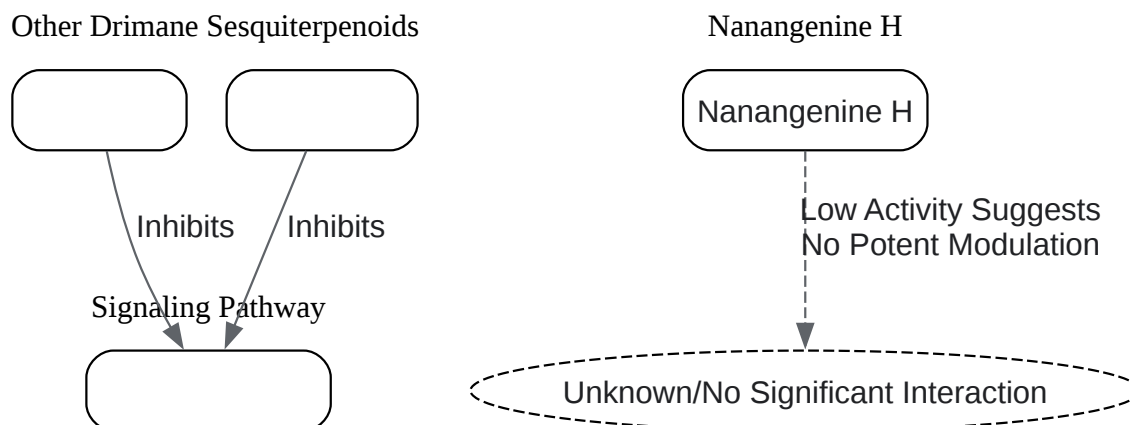 Other Drimane Sesquiterpenoids
Nanangenine H
Nanangenine H
Inhibits
Inhibits
Low Activity Suggests
No Potent Modulation
Signaling Pathway
Unknown/No Significant Interaction